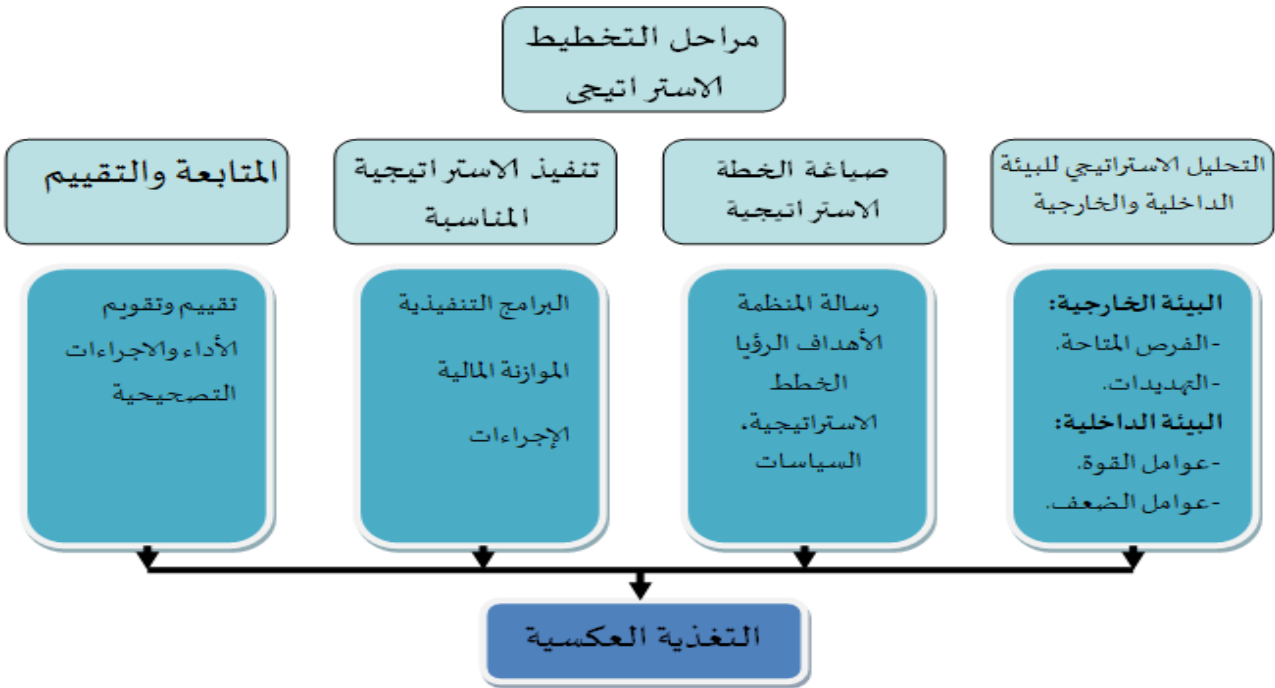 مراحل التخطيط
الاستراتيجي
التحليل الاستراتيجي للبيئة
الداخلية والخارجية
صياغة الخطة
الاستراتيجية
تنفيذ الاستراتيجية
المناسبة
المتابعة والتقييم
البيئة الخارجية:
-الفرص المتاحة.
-التهديدات.
البيئة الداخلية:
-عوامل القوة.
-عوامل الضعف.
رسالة المنظمة
الأهداف الرؤيا
الخطط
الاستراتيجية،
السياسات
البرامج التنفيذية
الموازنة المالية
الإجراءات
تقييم وتقويم
الأداء والاجراءات
التصحيحية
التغذية العكسية